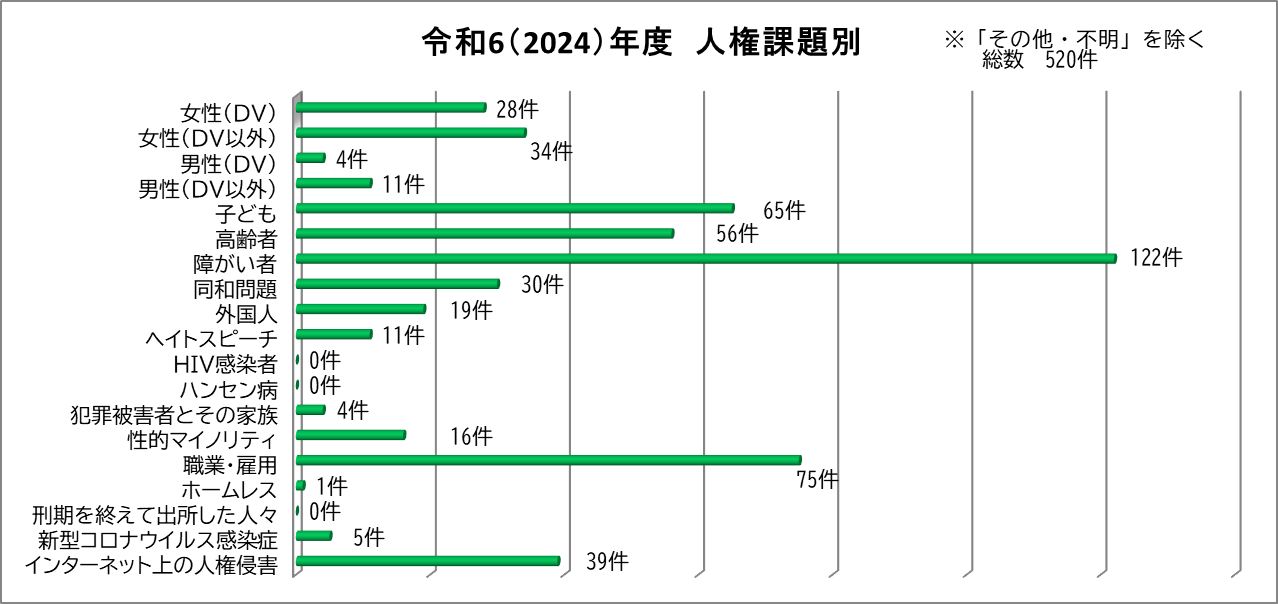 令和6(2024)年度 人権課題別
※「その他・不明」を除く
総数 520件
女性(DV) 28件
女性(DV以外) 34件
男性(DV) 4件
男性(DV以外) 11件
子ども 65件
高齢者 56件
障がい者 122件
同和問題 30件
外国人 19件
ヘイトスピーチ 11件
HIV感染者 0件
ハンセン病 0件
犯罪被害者とその家族 4件
性的マイノリティ 16件
職業・雇用 75件
ホームレス 1件
刑期を終えて出所した人々 0件
新型コロナウイルス感染症 5件
インターネット上の人権侵害 39件